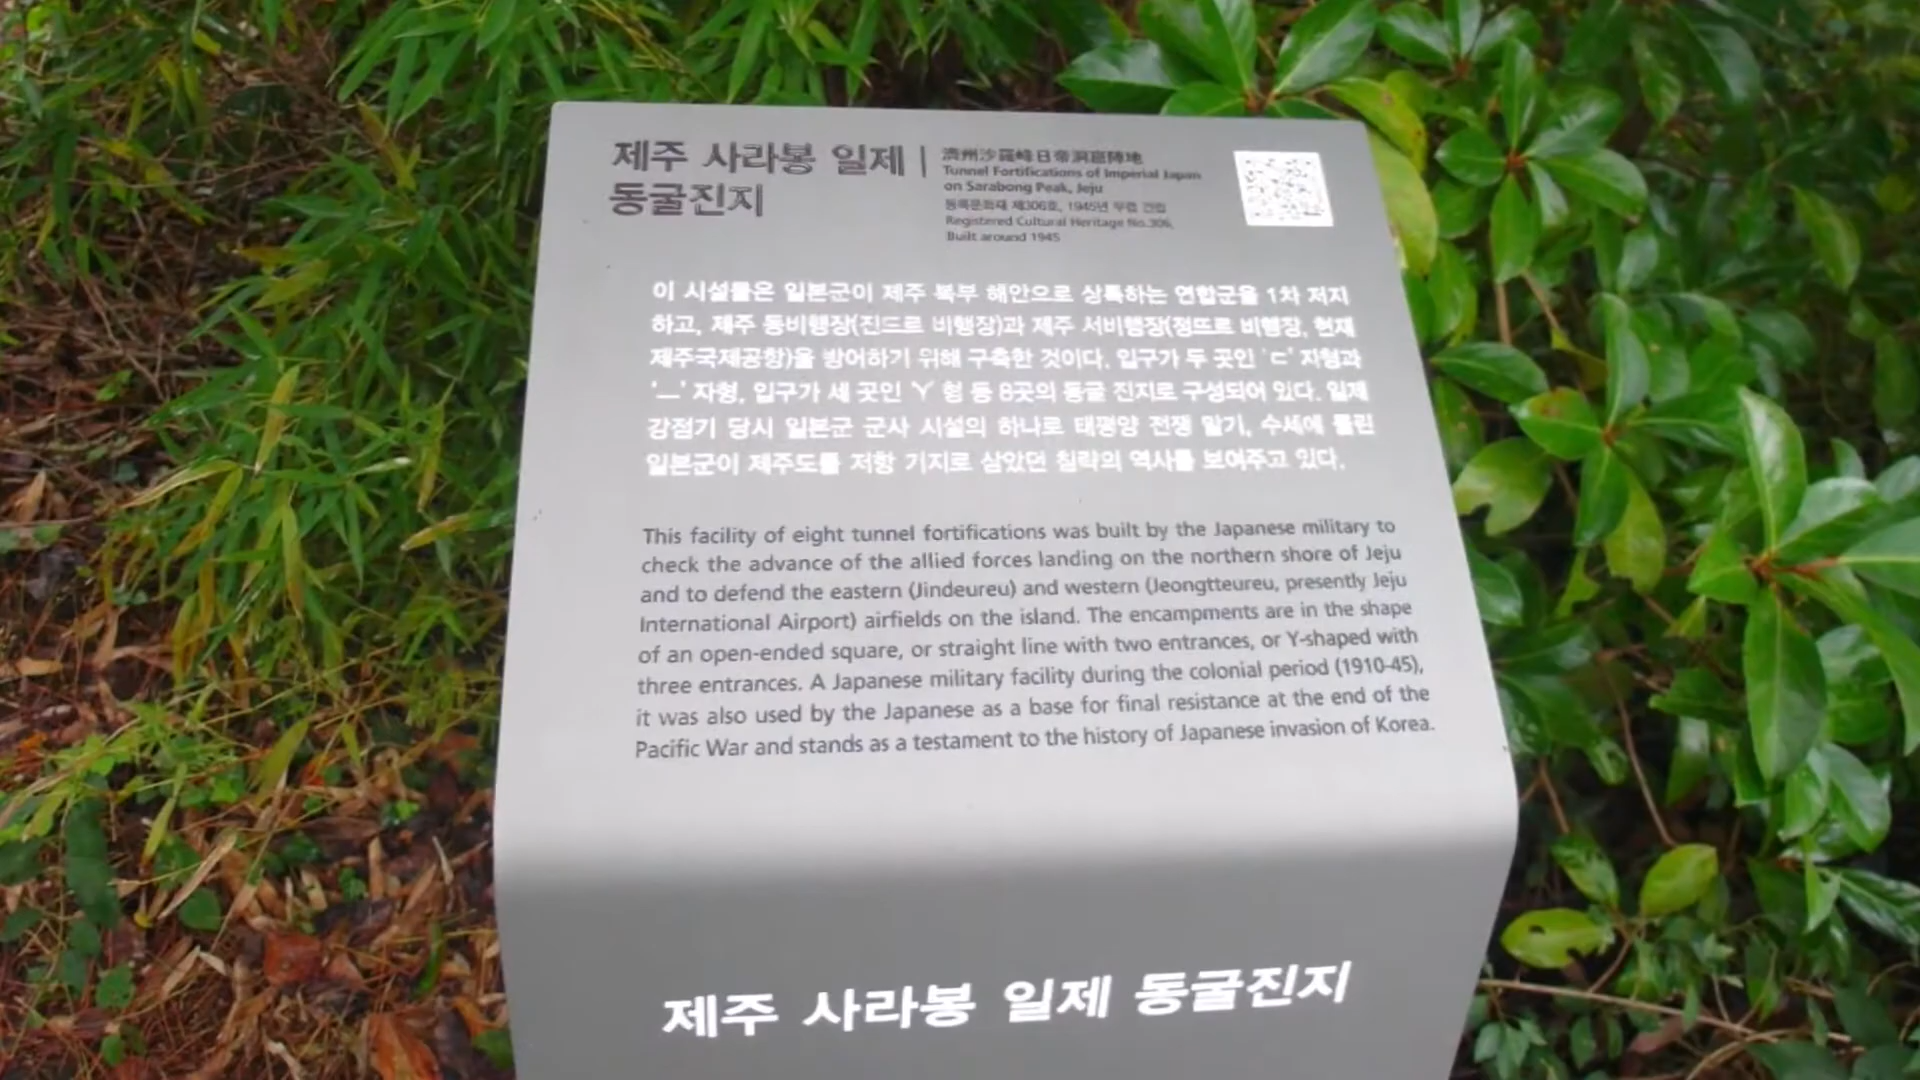 제주 사라봉 일제
동굴진지
濟州沙羅峰日帝洞窟陣地
Tunnel Fortifications of Imperial Japan
on Sarabong Peak, Jeju
등록문화재 제306호, 1945년 무렵 건립
Registered Cultural Heritage No.306,
Built around 1945
이 시설들은 일본군이 제주 북부 해안으로 상륙하는 연합군을 1차 저지
하고, 제주 동비행장(진드르 비행장)과 제주 서비행장(정뜨르 비행장, 현재
제주국제공항)을 방어하기 위해 구축한 것이다. 입구가 두 곳인 'ㄷ' 자형과
'ㅡ' 자형, 입구가 세 곳인 'Y' 형 등 8곳의 동굴 진지로 구성되어 있다. 일제
강점기 당시 일본군 군사 시설의 하나로 태평양 전쟁 말기, 수세에 몰린
일본군이 제주도를 저항 기지로 삼았던 침략의 역사를 보여주고 있다.
This facility of eight tunnel fortifications was built by the Japanese military to
check the advance of the allied forces landing on the northern shore of Jeju
and to defend the eastern (Jindeureu) and western (Jeongtteureu, presently Jeju
International Airport) airfields on the island. The encampments are in the shape
of an open-ended square, or straight line with two entrances, or Y-shaped with
three entrances. A Japanese military facility during the colonial period (1910-45),
it was also used by the Japanese as a base for final resistance at the end of the
Pacific War and stands as a testament to the history of Japanese invasion of Korea.
제주 사라봉 일제 동굴진지